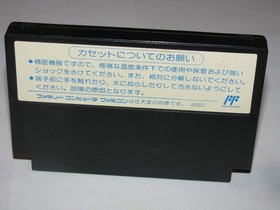 カセットについてのお願い
●精密機器ですので、極端な温度条件下での使用や保管および強い
ショックをさけてください。また、絶対に分解しないでください。
●端子部に手を触れたり、水にぬらしたりして汚さないようにして
ください。故障の原因となります。
ファミリーコンピュータ ファミコンは任天堂の商標です。
FF